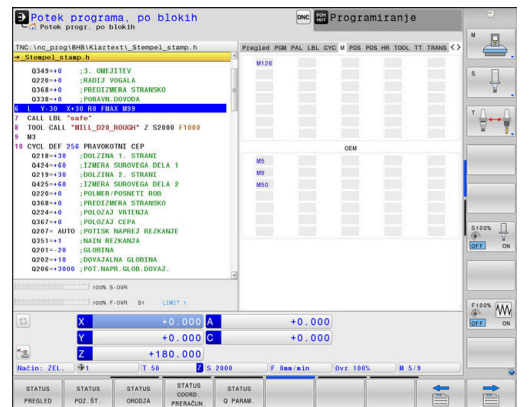 Potek programa, po blokih
Potek progr. po blokih
DNC
Programiranje
TNC:\nc_prog\BHB\Klartext\_Stempel_stamp.h
→_Stempel_stamp.h
Q349=+0 ;3. OMEJITEV
Q220=+0 ;RADIJ VOGALA
Q368=+0 ;PREDIZMERA STRANSKO
Q338=+0 ;PORAVN.DOVODA
6 L Y-30 X+30 R0 FMAX M99
7 CALL LBL "safe"
8 TOOL CALL "MILL_D20_ROUGH" Z S2000 F1000
9 M3
10 CYCL DEF 256 PRAVOKOTNI CEP
Q218=+30 ;DOLZINA 1. STRANI
Q424=+60 ;IZMERA SUROVEGA DELA 1
Q219=+30 ;DOLZINA 2. STRANI
Q425=+60 ;IZMERA SUROVEGA DELA 2
Q220=+0 ;POLMER/POSNETI ROB
Q368=+0 ;PREDIZMERA STRANSKO
Q224=+0 ;POLOZAJ VRTENJA
Q367=+0 ;POLOZAJ CEPA
Q207= AUTO ;POTISK NAPREJ REZKANJE
Q351=+1 ;NAIN REZKANJA
Q201=-20 ;GLOBINA
Q202=+10 ;DOVAJALNA GLOBINA
Q206=+3000 ;POT.NAPR.GLOB.DOVAJ.
100% S-OVR
100% F-OVR S1 LIMIT 1
Pregled PGM PAL LBL CYC M POS POS HR TOOL TT TRANS
M126
OEM
M5
M9
M50
X +0.000 A +0.000
Y +0.000 C +0.000
Z +180.000
Način: ŽEL. 1 T 50 Z S 2000 F 0mm/min Ovr 100% M 5/9
STATUS PREGLED
STATUS POZ.ŠT.
STATUS ORODJA
STATUS COORD. PRERAČUN.
STATUS Q PARAM.
M
S
T
S100%
OFF ON
F100%
OFF ON